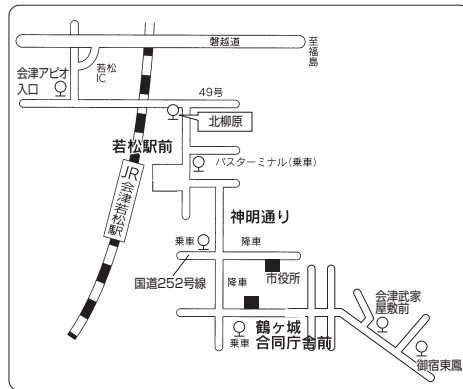 磐越道
至福島
若松
IC
会津アピオ
入口
49号
北柳原
若松駅前
バスターミナル(乗車)
JR会津若松駅
神明通り
乗車
降車
国道252号線
市役所
降車
会津武家
屋敷前
鶴ヶ城
合同庁舎前
乗車
御宿東鳳